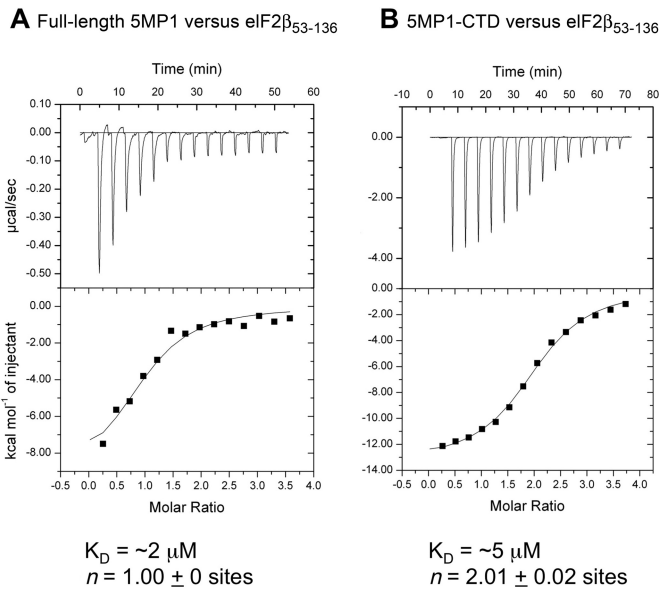 A Full-length 5MP1 versus eIF2β53-136
Time (min)
0 10 20 30 40 50 60
0.10
0.00
-0.10
-0.20
-0.30
-0.40
-0.50
µcal/sec
0.00
-2.00
-4.00
-6.00
-8.00
kcal mol-1 of injectant
-0.5 0.0 0.5 1.0 1.5 2.0 2.5 3.0 3.5 4.0
Molar Ratio
KD = ~2 µM
n = 1.00 ± 0 sites
B 5MP1-CTD versus eIF2β53-136
Time (min)
-10 0 10 20 30 40 50 60 70 80
0.00
-2.00
-4.00
0.00
-2.00
-4.00
-6.00
-8.00
-10.00
-12.00
-14.00
-0.5 0.0 0.5 1.0 1.5 2.0 2.5 3.0 3.5 4.0
Molar Ratio
KD = ~5 µM
n = 2.01 ± 0.02 sites